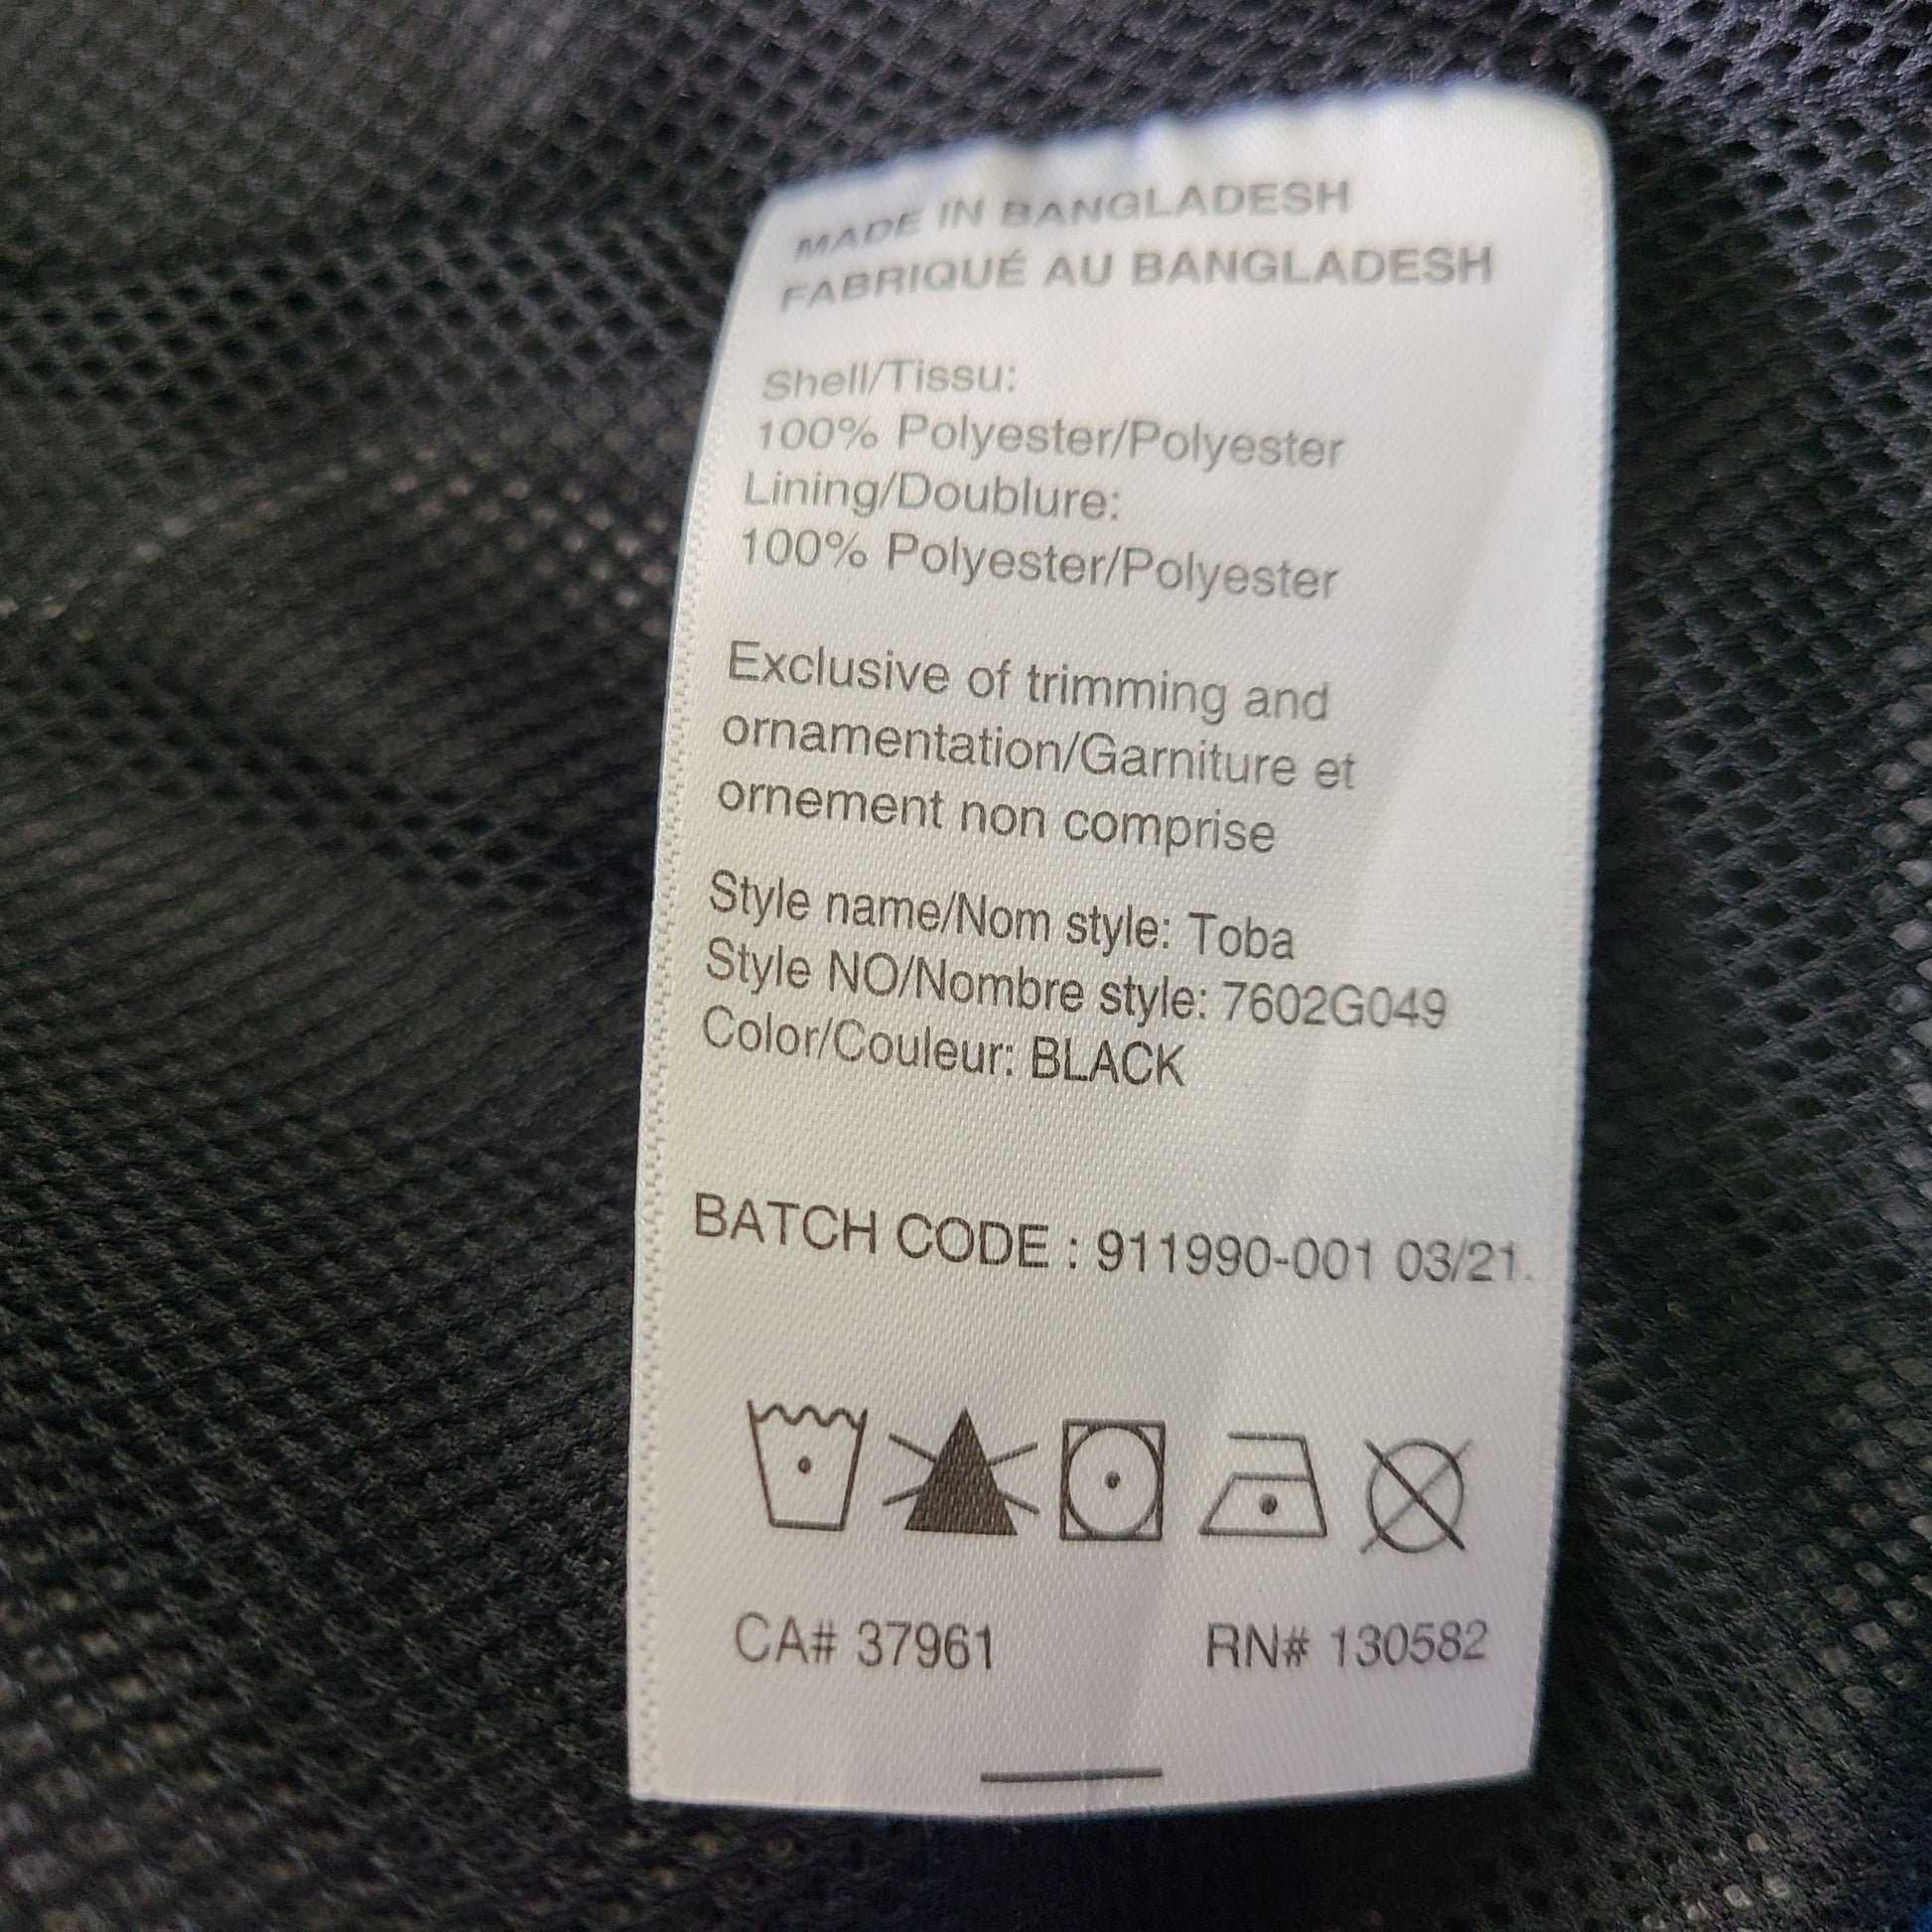 MADE IN BANGLADESH
FABRIQUÉ AU BANGLADESH
Shell/Tissu:
100% Polyester/Polyester
Lining/Doublure:
100% Polyester/Polyester
Exclusive of trimming and
ornamentation/Garniture et
ornement non comprise
Style name/Nom style: Toba
Style NO/Nombre style: 7602G049
Color/Couleur: BLACK
BATCH CODE : 911990-001 03/21.
CA# 37961 RN# 130582